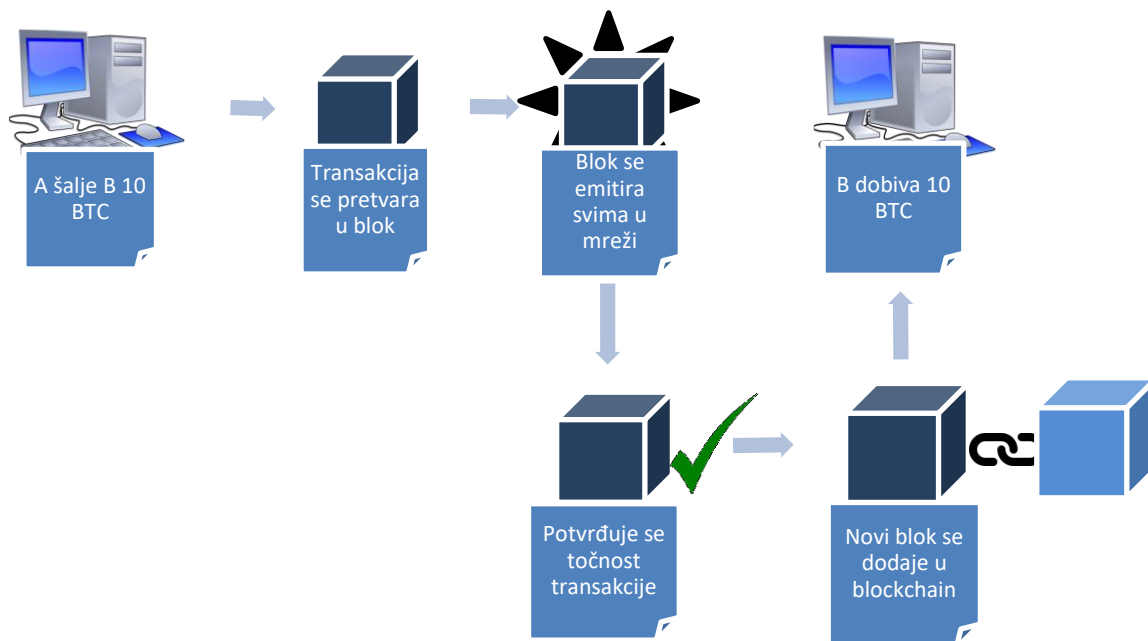 A šalje B 10
BTC
Transakcija
se pretvara
u blok
Blok se
emitira
svima u
mreži
B dobiva 10
BTC
Potvrđuje se
točnost
transakcije
Novi blok se
dodaje u
blockchain